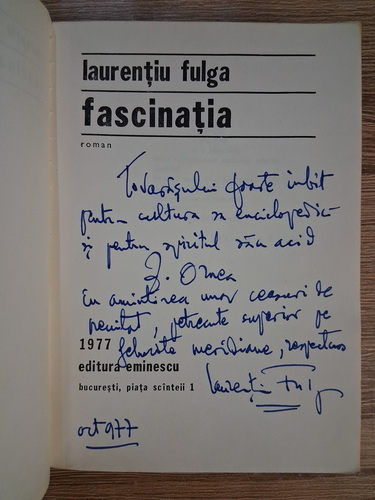 laurențiu fulga
fascinația
roman
Tovarășului foarte iubit
pentru cultura sa enciclopedică
și pentru spiritul său acid
Z. Ornea
En amintirea unor ceasuri de
neuitat, petrecute superior pe
felurite meridiane, respectuos
1977
editura eminescu
bucurești, piața scînteii 1
Laurențiu Fulga
oct 977